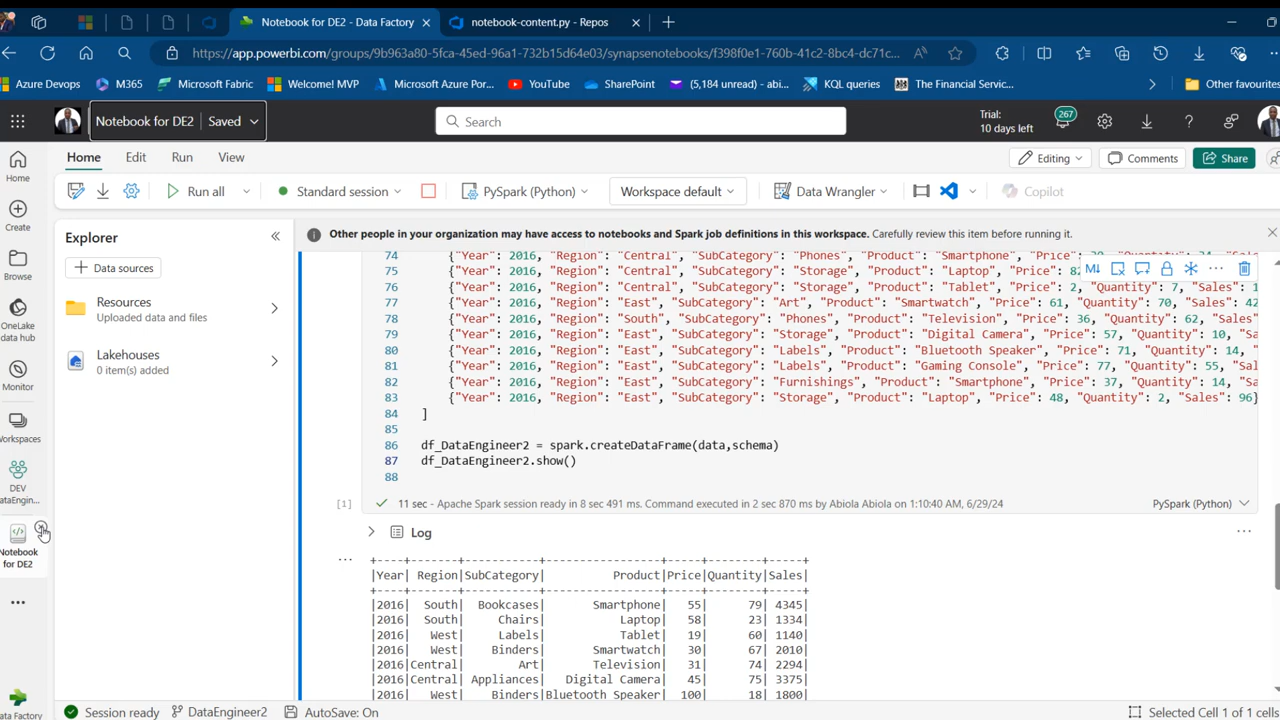 Notebook for DE2 - Data Factory
notebook-content.py - Repos
https://app.powerbi.com/groups/9b963a80-5fca-45ed-96a1-732b15d64e03/synapsenotebooks/f398f0e1-760b-41c2-8bc4-dc71c...
Azure Devops
M365
Microsoft Fabric
Welcome! MVP
Microsoft Azure Por...
YouTube
SharePoint
(5,184 unread) - abi...
KQL queries
The Financial Servic...
Other favourites
Notebook for DE2 | Saved
Search
Trial:
10 days left
267
Home
Edit
Run
View
Editing
Comments
Share
Run all
Standard session
PySpark (Python)
Workspace default
Data Wrangler
Copilot
Home
Create
Browse
OneLake
data hub
Monitor
Workspaces
DEV
DataEngin...
Notebook
for DE2
Data Factory
Explorer
Data sources
Resources
Uploaded data and files
Lakehouses
0 item(s) added
Other people in your organization may have access to notebooks and Spark job definitions in this workspace. Carefully review this item before running it.
74 {"Year": 2016, "Region": "Central", "SubCategory": "Phones", "Product": "Smartphone", "Price":
75 {"Year": 2016, "Region": "Central", "SubCategory": "Storage", "Product": "Laptop", "Price": 82
76 {"Year": 2016, "Region": "Central", "SubCategory": "Storage", "Product": "Tablet", "Price": 2, "Quantity": 7, "Sales": 1
77 {"Year": 2016, "Region": "East", "SubCategory": "Art", "Product": "Smartwatch", "Price": 61, "Quantity": 70, "Sales": 42
78 {"Year": 2016, "Region": "South", "SubCategory": "Phones", "Product": "Television", "Price": 36, "Quantity": 62, "Sales"
79 {"Year": 2016, "Region": "East", "SubCategory": "Storage", "Product": "Digital Camera", "Price": 57, "Quantity": 10, "Sa
80 {"Year": 2016, "Region": "East", "SubCategory": "Labels", "Product": "Bluetooth Speaker", "Price": 71, "Quantity": 14,
81 {"Year": 2016, "Region": "East", "SubCategory": "Labels", "Product": "Gaming Console", "Price": 77, "Quantity": 55, "Sal
82 {"Year": 2016, "Region": "East", "SubCategory": "Furnishings", "Product": "Smartphone", "Price": 37, "Quantity": 14, "Sa
83 {"Year": 2016, "Region": "East", "SubCategory": "Storage", "Product": "Laptop", "Price": 48, "Quantity": 2, "Sales": 96}
84 ]
85
86 df_DataEngineer2 = spark.createDataFrame(data,schema)
87 df_DataEngineer2.show()
88
[1] 11 sec - Apache Spark session ready in 8 sec 491 ms. Command executed in 2 sec 870 ms by Abiola Abiola on 1:10:40 AM, 6/29/24
PySpark (Python)
Log
+----+-------+-----------+-----------------+-----+--------+-----+
|Year| Region|SubCategory| Product|Price|Quantity|Sales|
+----+-------+-----------+-----------------+-----+--------+-----+
|2016| South| Bookcases| Smartphone| 55| 79| 4345|
|2016| South| Chairs| Laptop| 58| 23| 1334|
|2016| West| Labels| Tablet| 19| 60| 1140|
|2016| West| Binders| Smartwatch| 30| 67| 2010|
|2016|Central| Art| Television| 31| 74| 2294|
|2016|Central| Appliances| Digital Camera| 45| 75| 3375|
|2016| West| Binders|Bluetooth Speaker| 100| 18| 1800|
Session ready
DataEngineer2
AutoSave: On
Selected Cell 1 of 1 cells